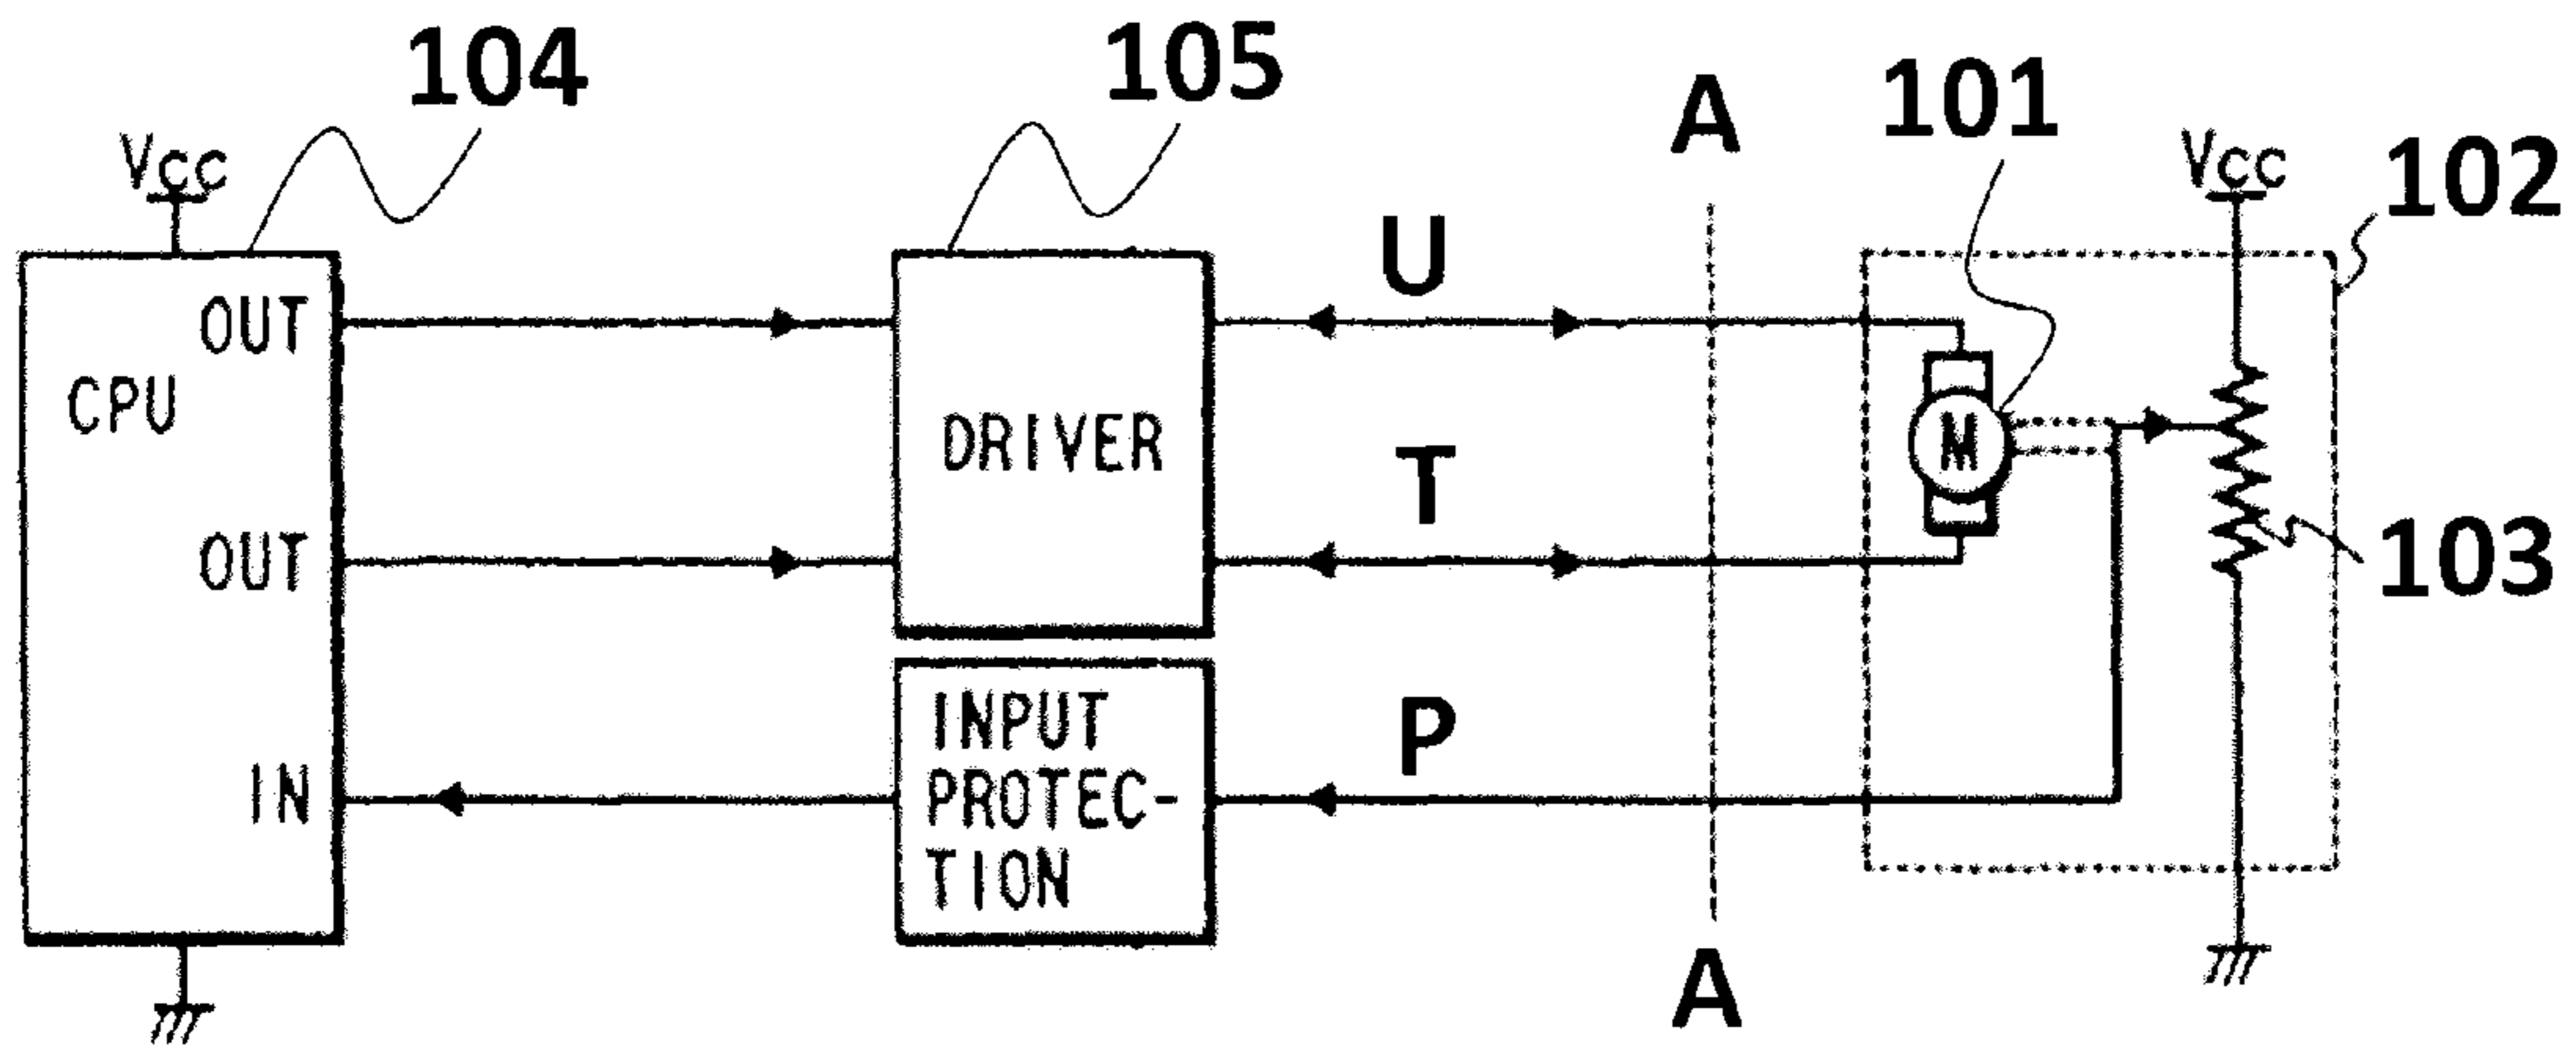 104
105
A
101
Vcc
Vcc
102
U
OUT
CPU
DRIVER
M
T
OUT
103
P
INPUT
PROTEC-
TION
IN
A